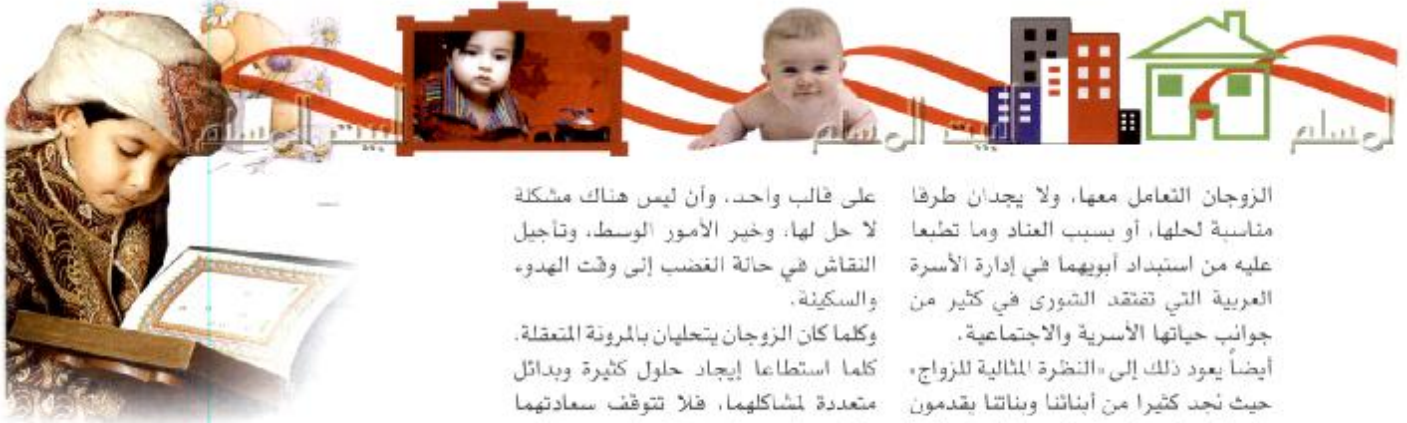 البيت المسلم
البيت المسلم
المسلم
الزوجان التعامل معها، ولا يجدان طرقا
مناسبة لحلها، أو بسبب العناد وما تطبعا
عليه من استبداد أبويهما في إدارة الأسرة
العربية التي تفتقد الشورى في كثير من
جوانب حياتها الأسرية والاجتماعية.
أيضاً يعود ذلك إلى «النظرة المثالية للزواج»
حيث نجد كثيرا من أبنائنا وبناتنا يقدمون
على قالب واحد، وأن ليس هناك مشكلة
لا حل لها، وخير الأمور الوسط، وتأجيل
النقاش في حالة الغضب إلى وقت الهدوء
والسكينة.
وكلما كان الزوجان يتحليان بالمرونة المتعقلة،
كلما استطاعا إيجاد حلول كثيرة وبدائل
متعددة لمشاكلهما، فلا تتوقف سعادتهما